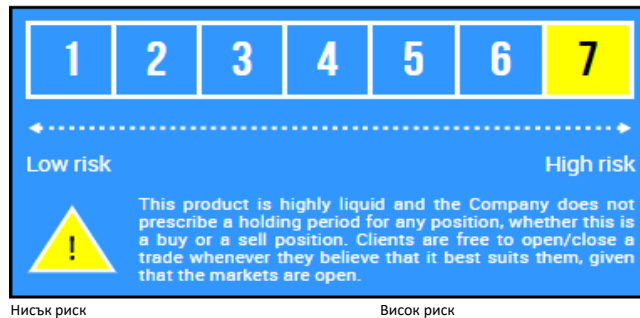 1 2 3 4 5 6 7
Low risk High risk
!
This product is highly liquid and the Company does not
prescribe a holding period for any position, whether this is
a buy or a sell position. Clients are free to open/close a
trade whenever they believe that it best suits them, given
that the markets are open.
Нисък риск Висок риск